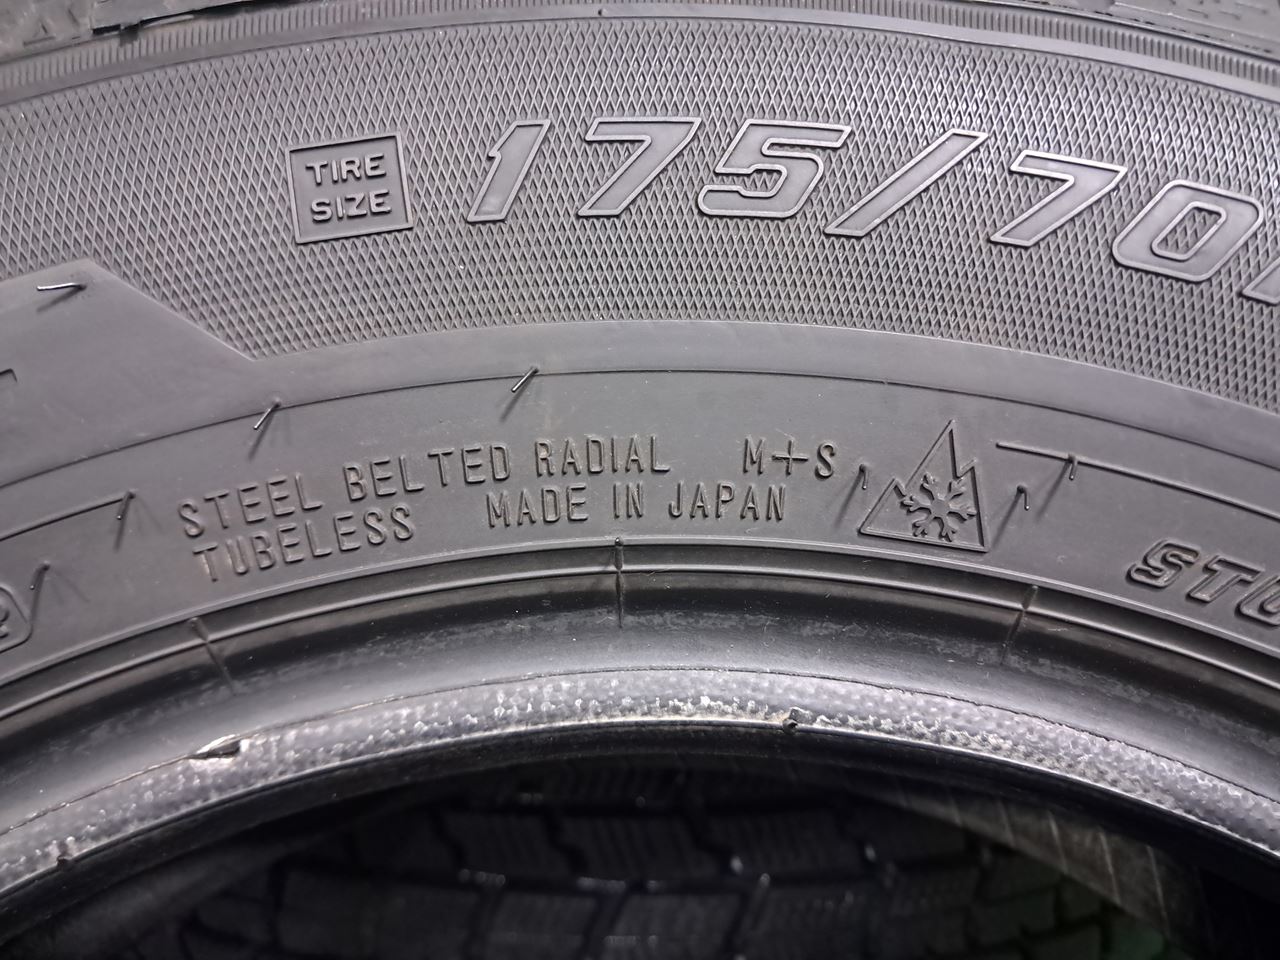 TIRE
SIZE
175/70
STEEL BELTED RADIAL M+S
TUBELESS MADE IN JAPAN